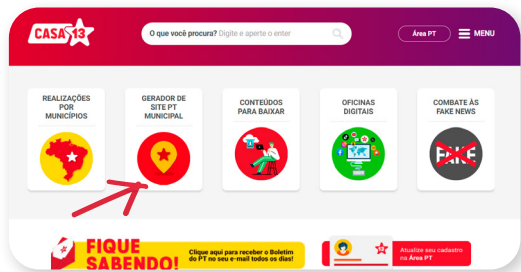 CASA 13
O que você procura? Digite e aperte o enter
Área PT
MENU
REALIZAÇÕES
POR
MUNICÍPIOS
GERADOR DE
SITE PT
MUNICIPAL
CONTEÚDOS
PARA BAIXAR
OFICINAS
DIGITAIS
COMBATE ÀS
FAKE NEWS
FAKE
FIQUE
SABENDO!
Clique aqui para receber o Boletim
do PT no seu e-mail todos os dias!
Atualize seu cadastro
na Área PT